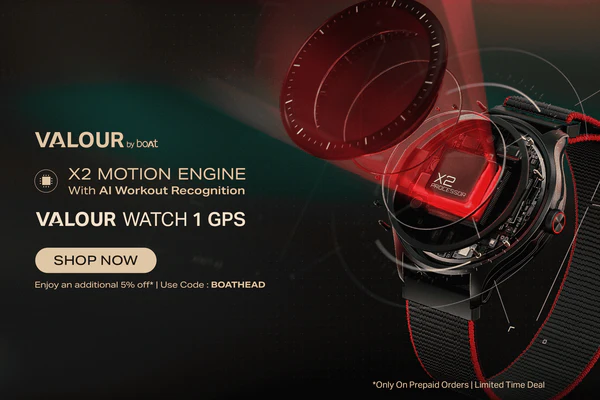 VALOUR by boAt
X2 MOTION ENGINE
With AI Workout Recognition
VALOUR WATCH 1 GPS
SHOP NOW
Enjoy an additional 5% off* | Use Code : BOATHEAD
X2
PROCESSOR
*Only On Prepaid Orders | Limited Time Deal